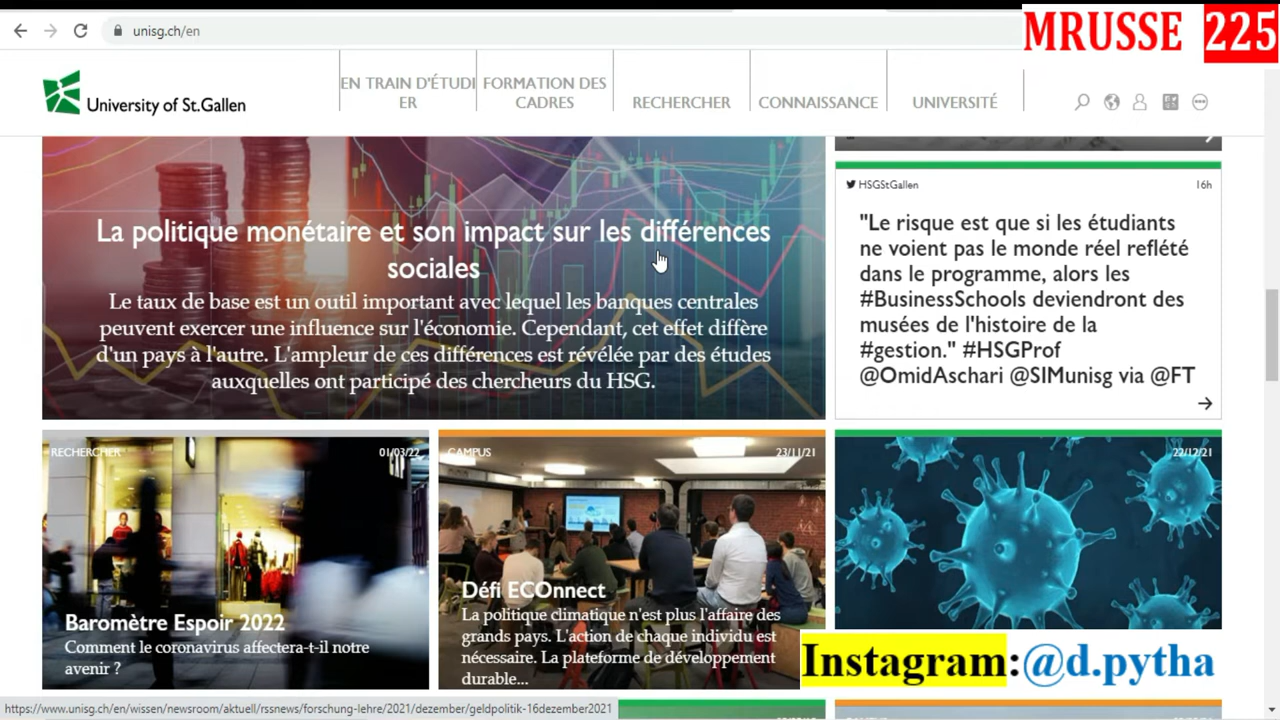 unisg.ch/en
MRUSSE 225
University of St.Gallen
EN TRAIN D'ÉTUDI
ER
FORMATION DES
CADRES
RECHERCHER
CONNAISSANCE
UNIVERSITÉ
La politique monétaire et son impact sur les différences
sociales
Le taux de base est un outil important avec lequel les banques centrales
peuvent exercer une influence sur l'économie. Cependant, cet effet diffère
d'un pays à l'autre. L'ampleur de ces différences est révélée par des études
auxquelles ont participé des chercheurs du HSG.
HSGStGallen
16h
"Le risque est que si les étudiants
ne voient pas le monde réel reflété
dans le programme, alors les
#BusinessSchools deviendront des
musées de l'histoire de la
#gestion." #HSGProf
@OmidAschari @SIMunisg via @FT
RECHERCHER
01/03/22
Baromètre Espoir 2022
Comment le coronavirus affectera-t-il notre
avenir ?
CAMPUS
23/11/21
Défi ECOnnect
La politique climatique n'est plus l'affaire des
grands pays. L'action de chaque individu est
nécessaire. La plateforme de développement
durable...
22/12/21
Instagram:@d.pytha
https://www.unisg.ch/en/wissen/newsroom/aktuell/rssnews/forschung-lehre/2021/dezember/geldpolitik-16dezember2021